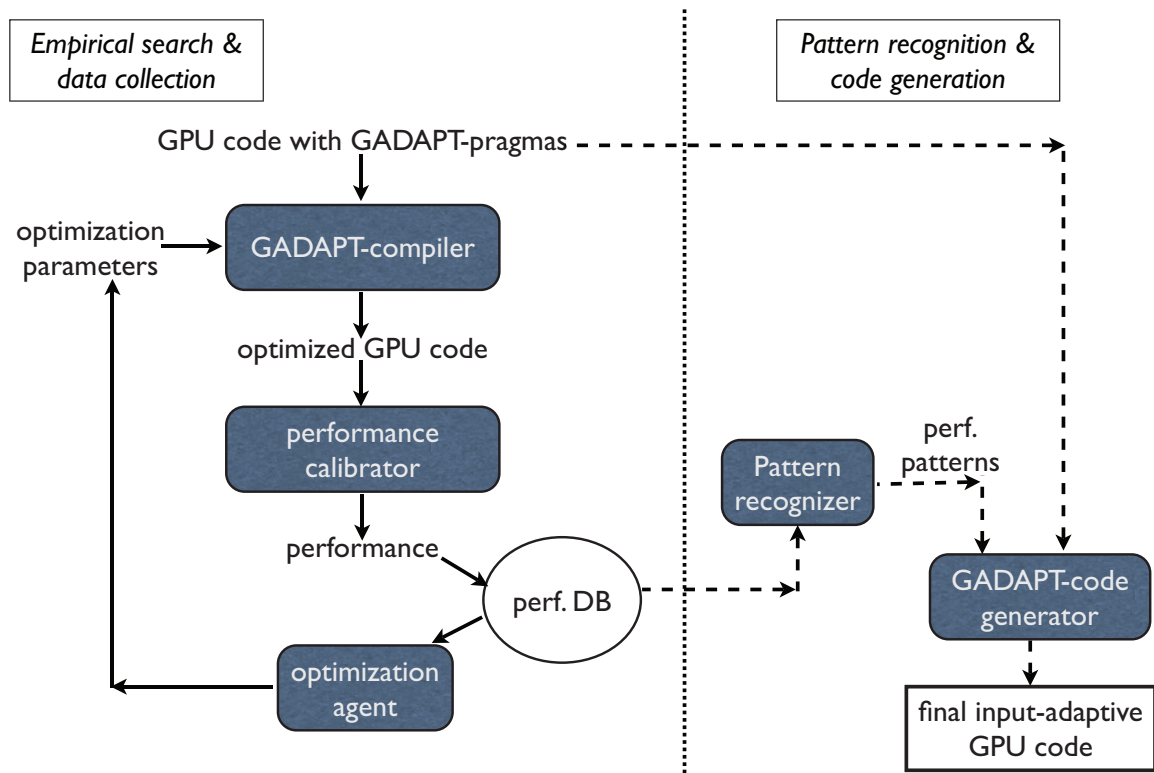 Empirical search &
data collection
Pattern recognition &
code generation
GPU code with GADAPT-pragmas
optimization
parameters
GADAPT-compiler
optimized GPU code
performance
calibrator
performance
perf. DB
optimization
agent
Pattern
recognizer
perf.
patterns
GADAPT-code
generator
final input-adaptive
GPU code